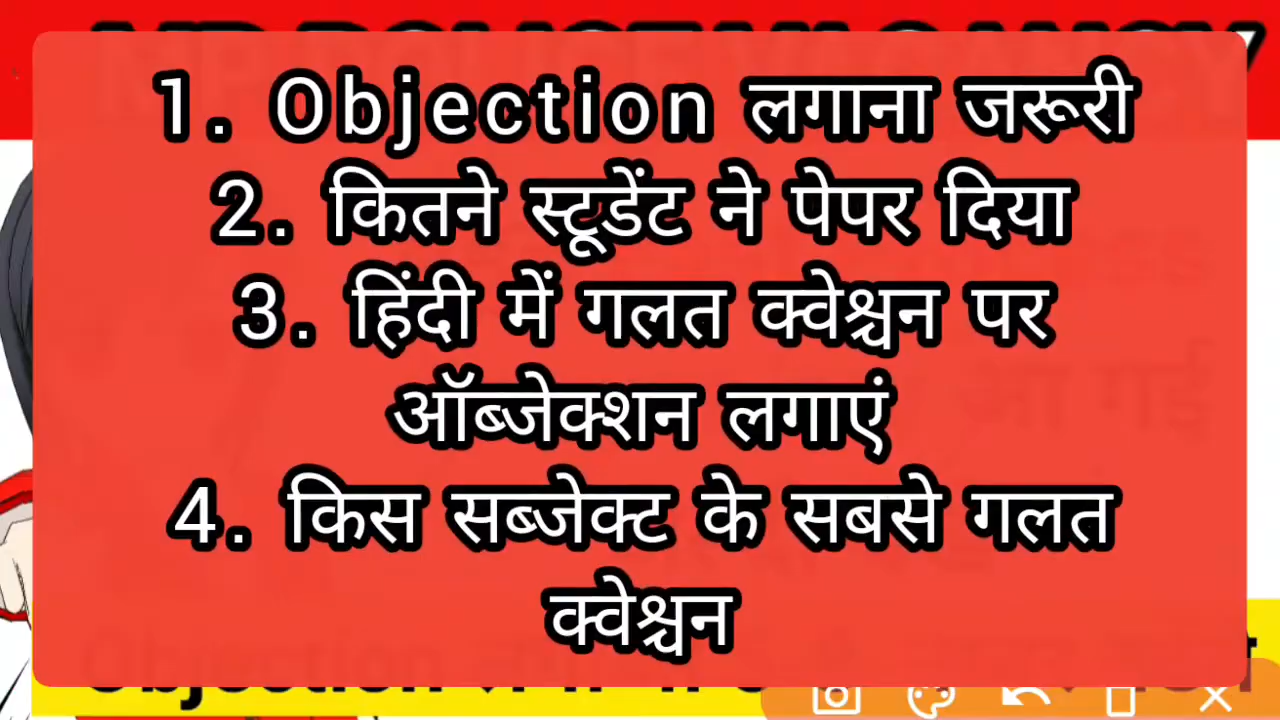 1. Objection लगाना जरूरी
2. कितने स्टूडेंट ने पेपर दिया
3. हिंदी में गलत क्वेश्चन पर
ऑब्जेक्शन लगाएं
4. किस सब्जेक्ट के सबसे गलत
क्वेश्चन
Objection